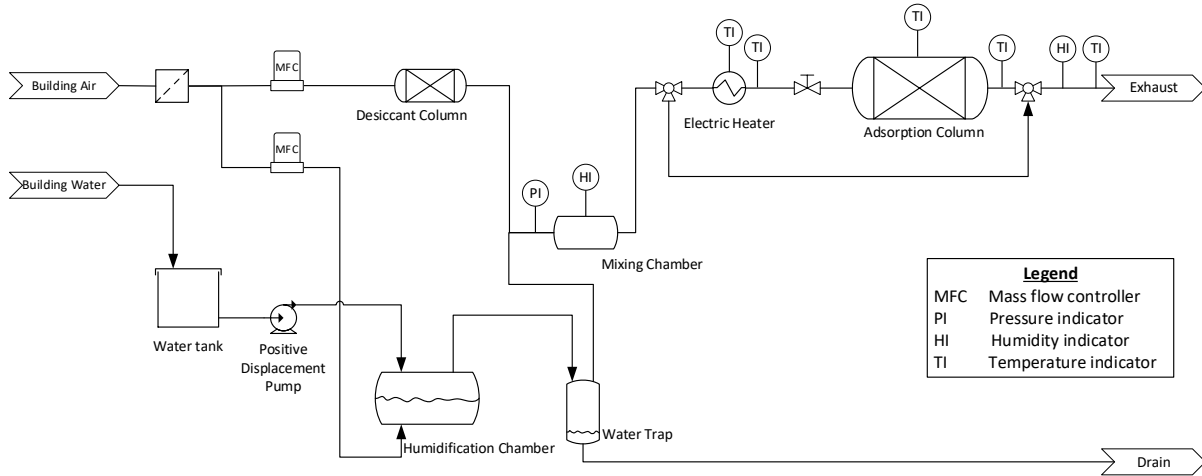 TI
TI
TI
TI
HI
TI
MFC
Building Air
Desiccant Column
Electric Heater
Adsorption Column
Exhaust
MFC
Building Water
PI
HI
Mixing Chamber
Legend
MFC Mass flow controller
PI Pressure indicator
HI Humidity indicator
TI Temperature indicator
Water tank
Positive
Displacement
Pump
Humidification Chamber
Water Trap
Drain